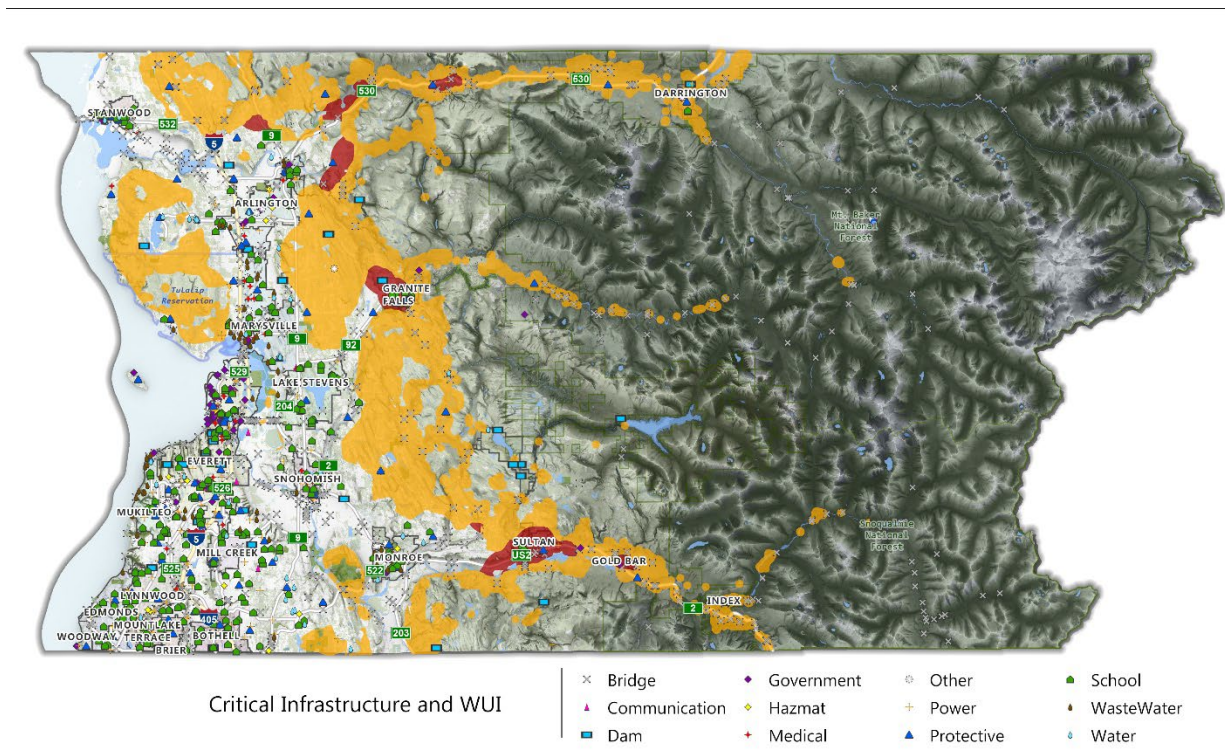 530
530
DARRINGTON
STANWOOD
532
9
5
ARLINGTON
Mt. Baker
National
Forest
Tulalip
Reservation
GRANITE
FALLS
MARYSVILLE
9
92
529
LAKE STEVENS
204
EVERETT
2
SNOHOMISH
526
MUKILTEO
5
9
SULTAN
US2
MILL CREEK
MONROE
GOLD BAR
Snoqualmie
National
Forest
525
522
LYNNWOOD
INDEX
2
EDMONDS
MOUNTLAKE
TERRACE
405
203
WOODWAY
BOTHELL
BRIER
Critical Infrastructure and WUI
Bridge
Government
Other
School
Communication
Hazmat
Power
WasteWater
Dam
Medical
Protective
Water